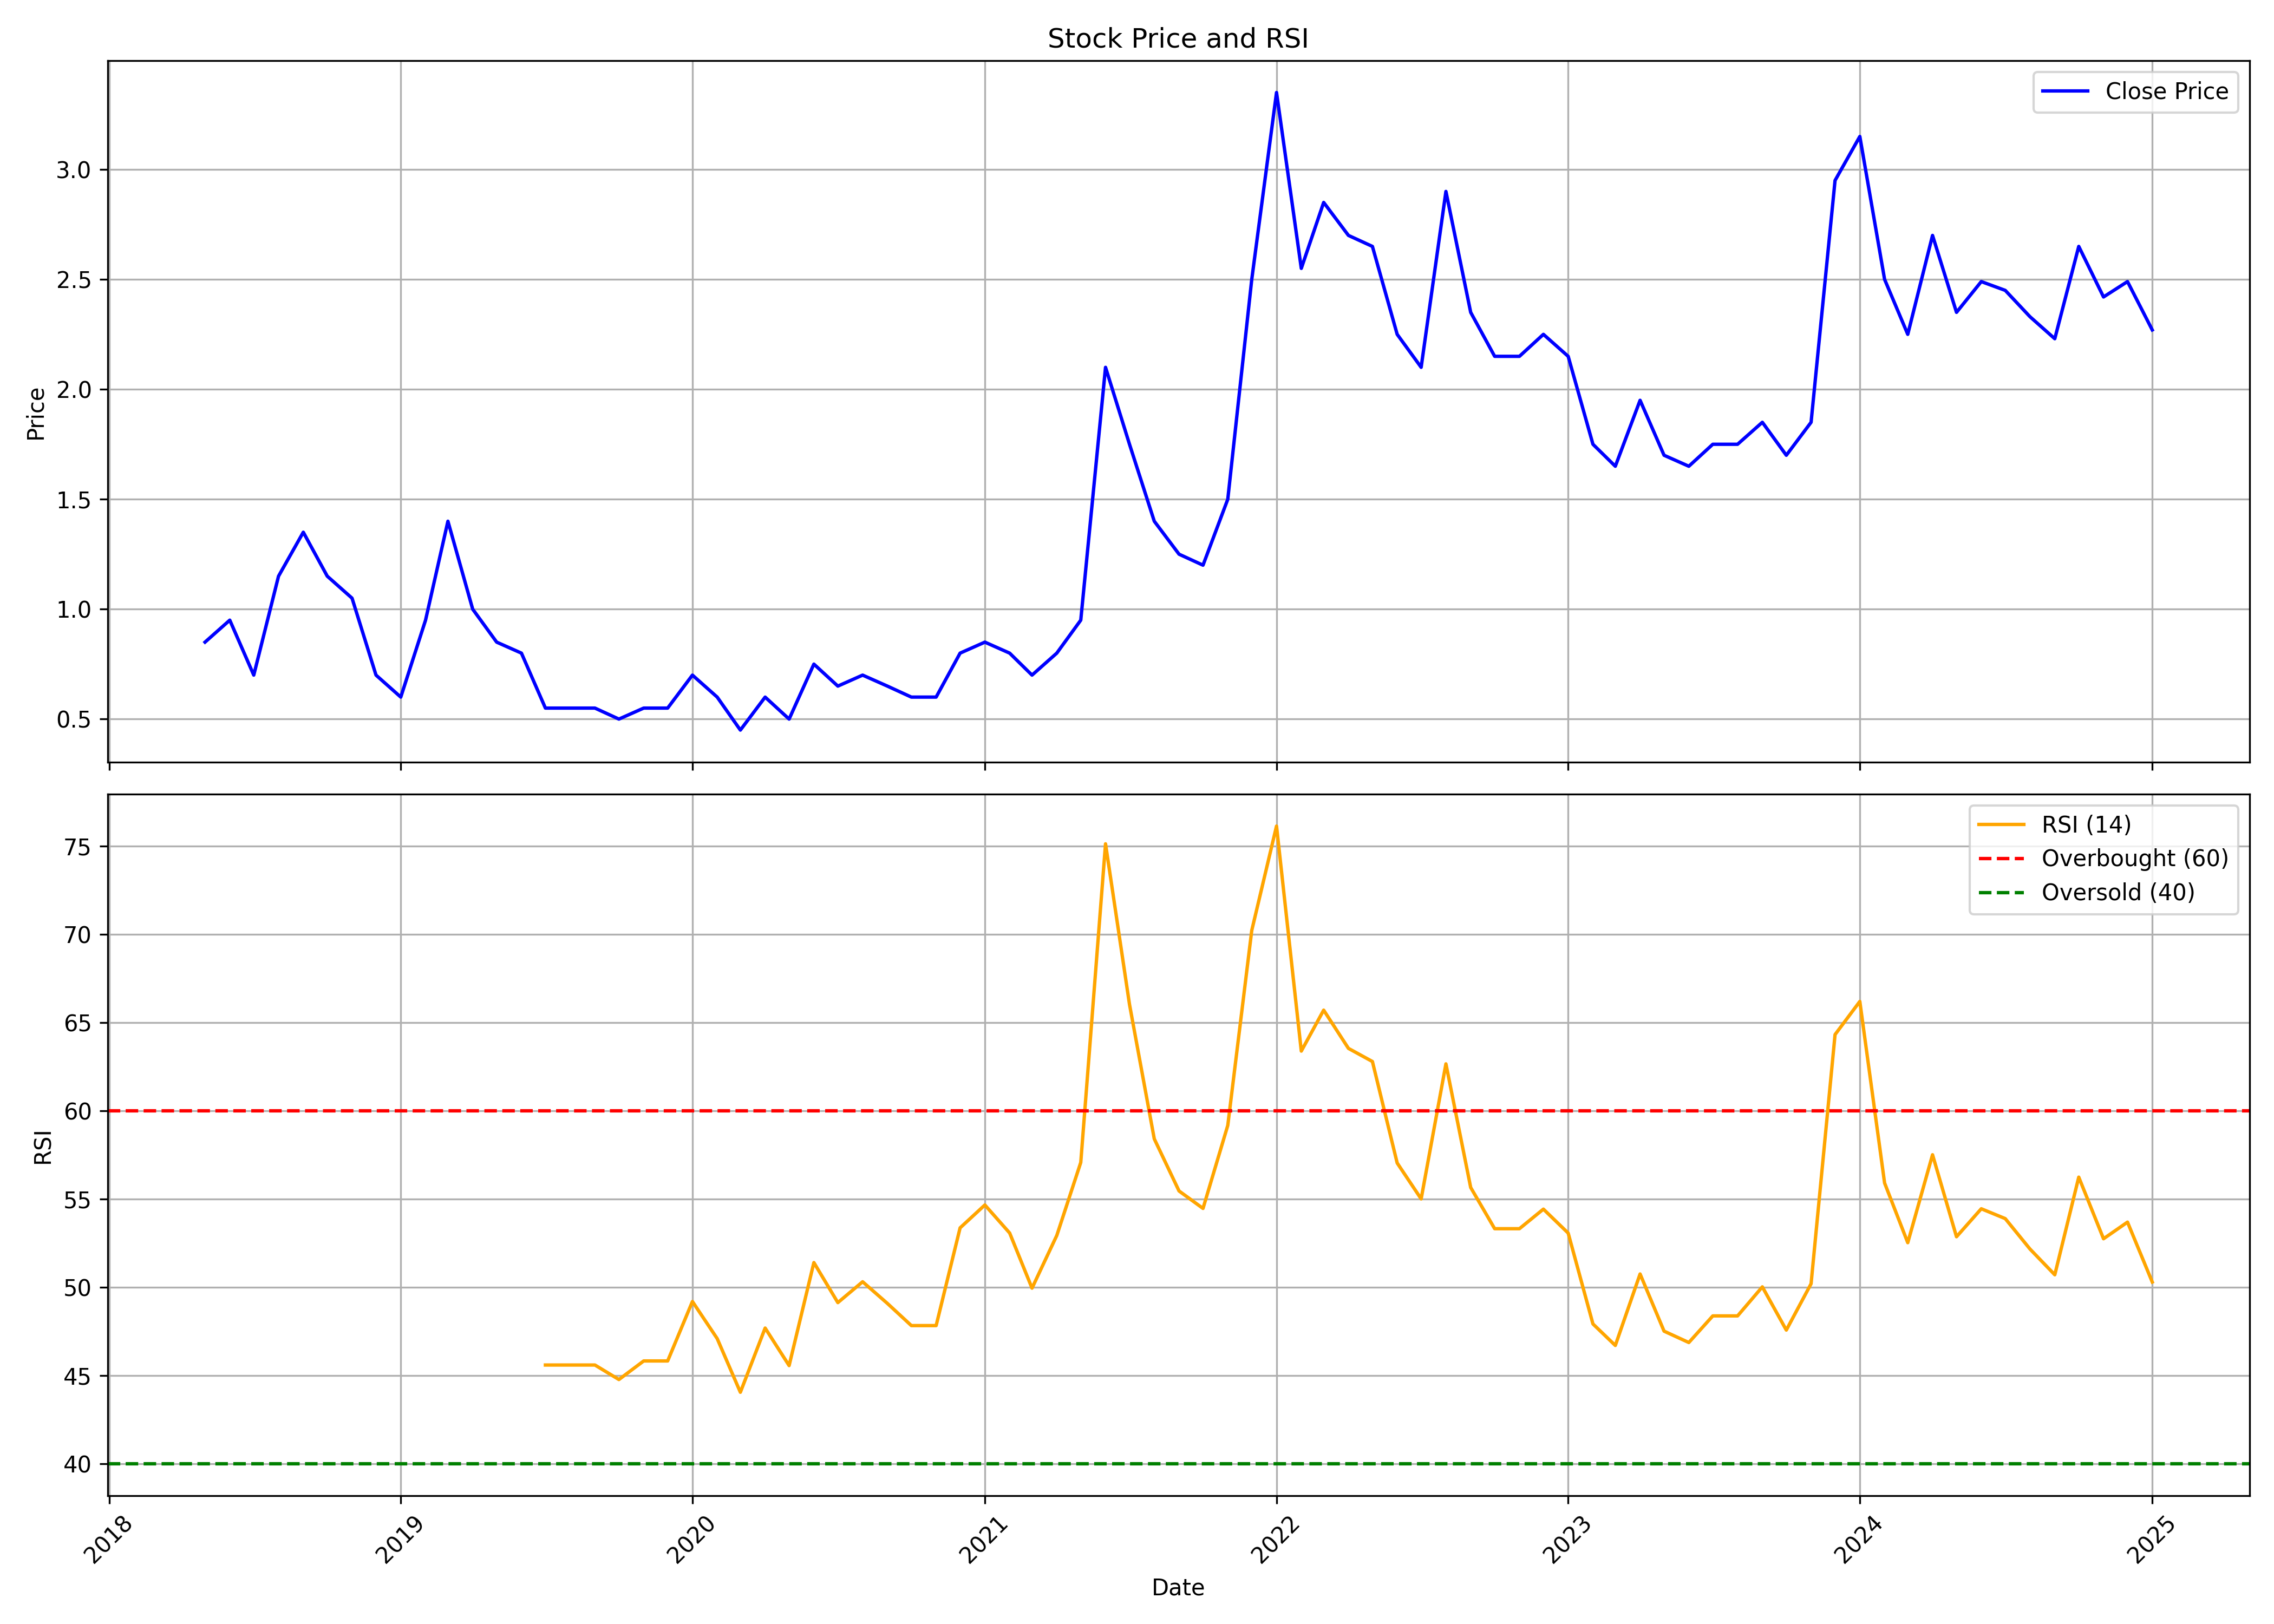 Stock Price and RSI
Close Price
3.0
2.5
2.0
1.5
1.0
0.5
Price
RSI (14)
Overbought (60)
Oversold (40)
75
70
65
60
55
50
45
40
RSI
2018
2019
2020
2021
2022
2023
2024
2025
Date